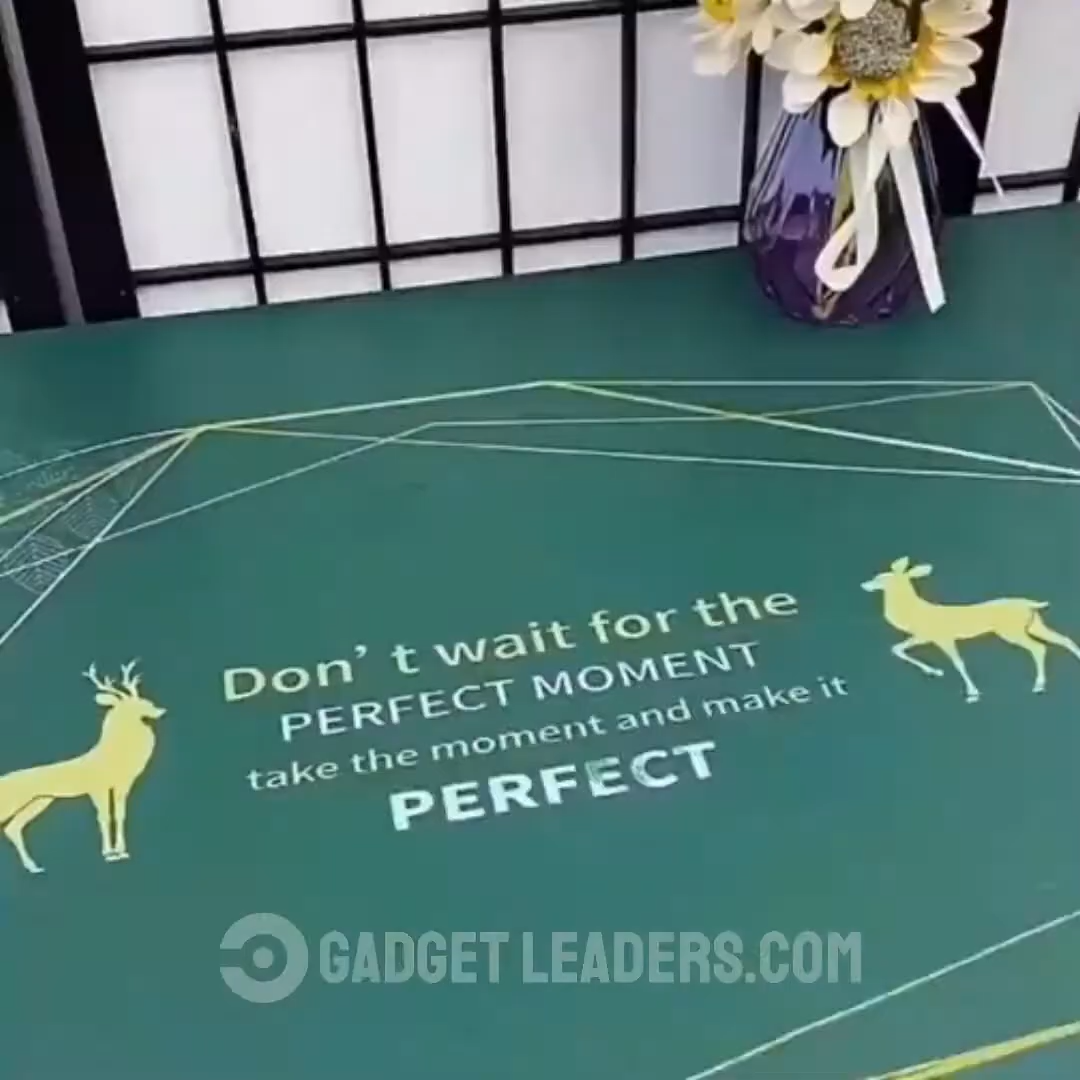 Don’t wait for the
PERFECT MOMENT
take the moment and make it
PERFECT
GADGET LEADERS.COM